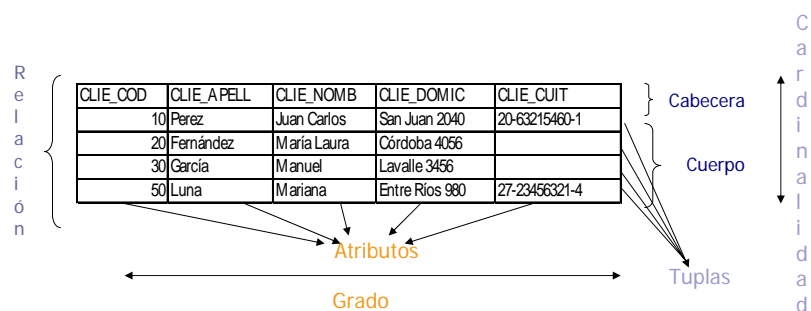 Relación
CLIE_COD CLIE_APELL CLIE_NOMB CLIE_DOMIC CLIE_CUIT
10 Perez Juan Carlos San Juan 2040 20-63215460-1
20 Fernández María Laura Córdoba 4056
30 García Manuel Lavalle 3456
50 Luna Mariana Entre Ríos 980 27-23456321-4
Cabecera
Cuerpo
Cardinalidad
Atributos
Tuplas
Grado